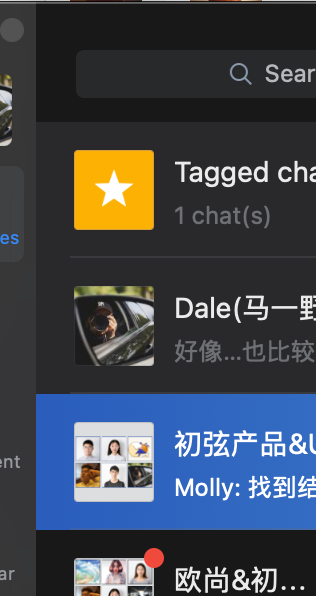 Sear
Tagged cha
1 chat(s)
es
Dale(马一野
好像...也比较
初弦产品&U
Molly: 找到结
ent
欧尚&初...
ar